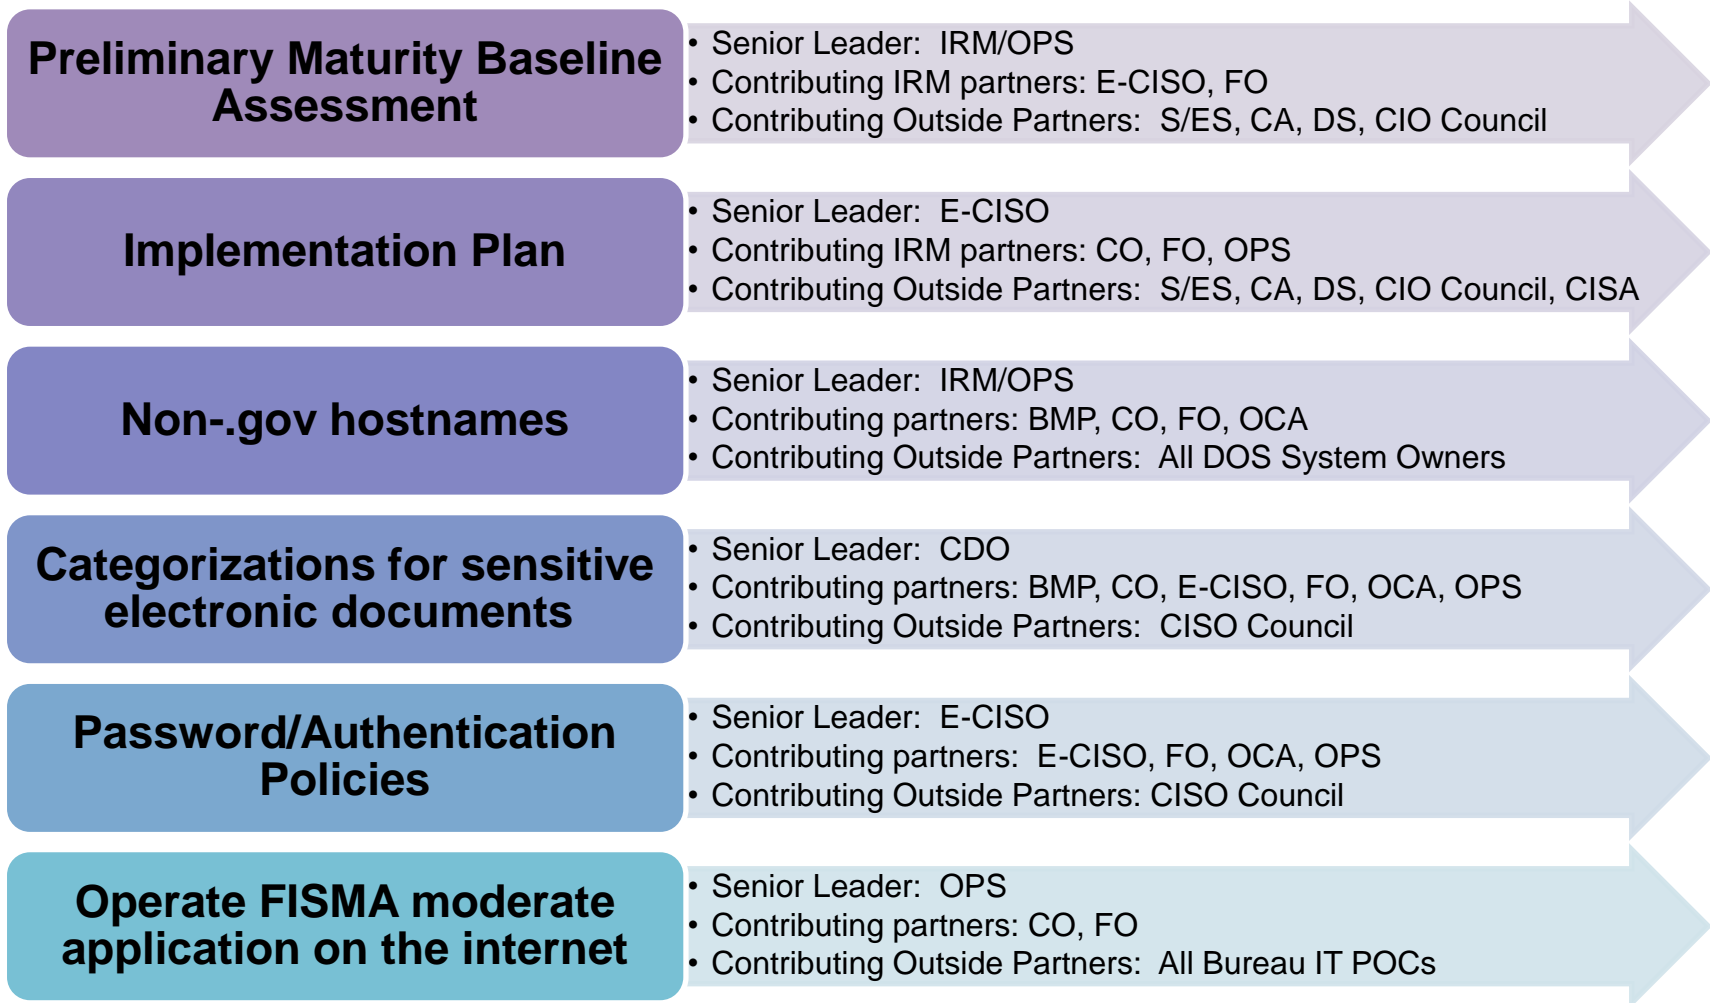 Preliminary Maturity Baseline
Assessment
• Senior Leader: IRM/OPS
• Contributing IRM partners: E-CISO, FO
• Contributing Outside Partners: S/ES, CA, DS, CIO Council
Implementation Plan
• Senior Leader: E-CISO
• Contributing IRM partners: CO, FO, OPS
• Contributing Outside Partners: S/ES, CA, DS, CIO Council, CISA
Non-.gov hostnames
• Senior Leader: IRM/OPS
• Contributing partners: BMP, CO, FO, OCA
• Contributing Outside Partners: All DOS System Owners
Categorizations for sensitive
electronic documents
• Senior Leader: CDO
• Contributing partners: BMP, CO, E-CISO, FO, OCA, OPS
• Contributing Outside Partners: CISO Council
Password/Authentication
Policies
• Senior Leader: E-CISO
• Contributing partners: E-CISO, FO, OCA, OPS
• Contributing Outside Partners: CISO Council
Operate FISMA moderate
application on the internet
• Senior Leader: OPS
• Contributing partners: CO, FO
• Contributing Outside Partners: All Bureau IT POCs